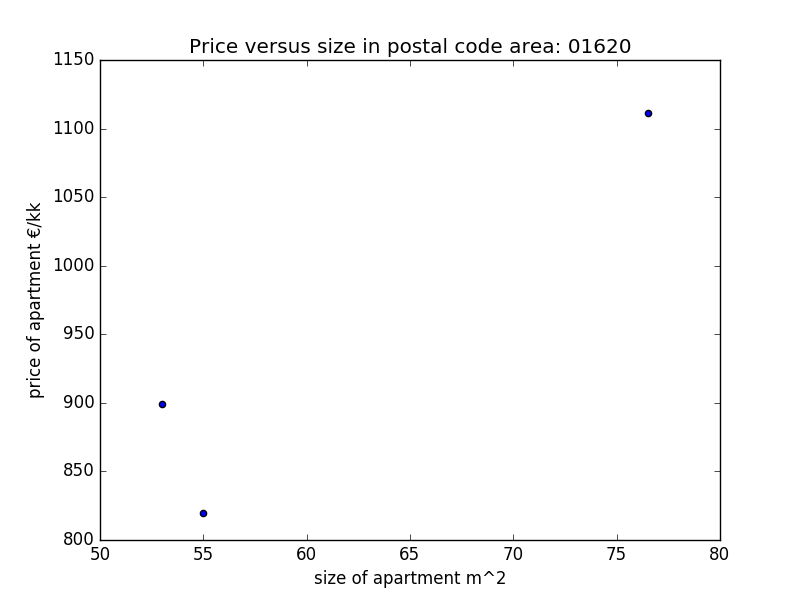 Price versus size in postal code area: 01620
1150
1100
1050
1000
950
900
850
800
price of apartment €/kk
50 55 60 65 70 75 80
size of apartment m^2